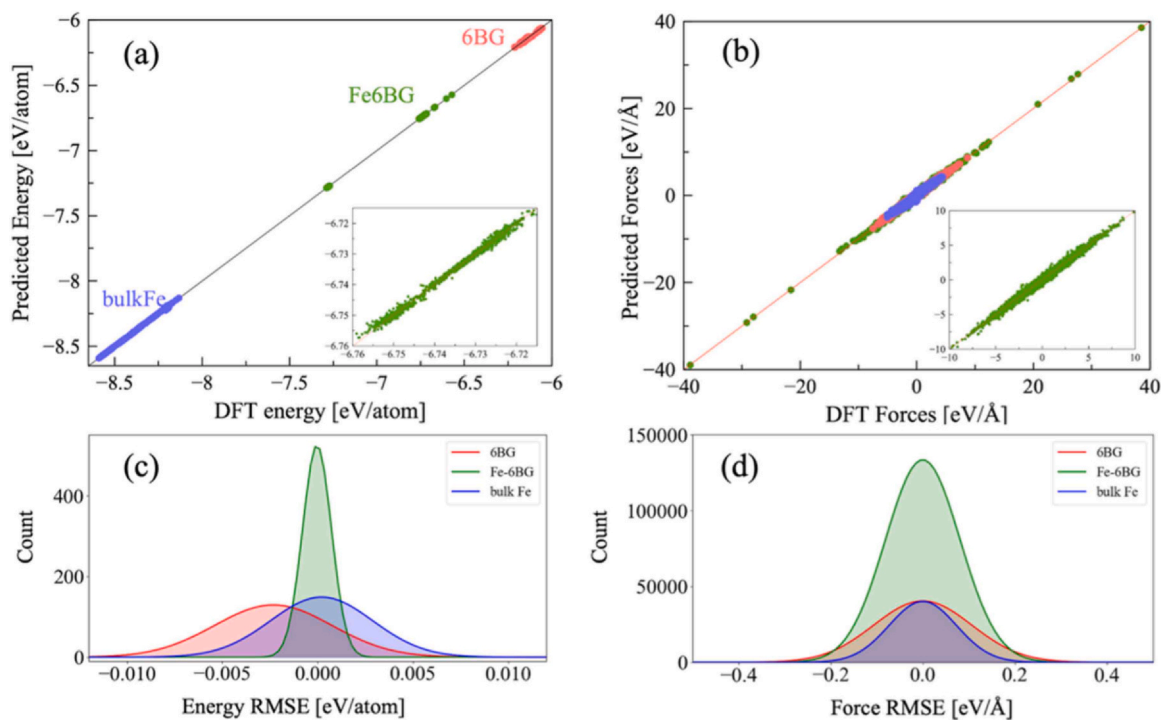 (a)
6BG
Fe6BG
bulkFe
Predicted Energy [eV/atom]
−6
−6.5
−7
−7.5
−8
−8.5
−8.5
−8
−7.5
−7
−6.5
−6
DFT energy [eV/atom]
−6.72
−6.73
−6.74
−6.75
−6.76
−6.76
−6.75
−6.74
−6.73
−6.72
(b)
Predicted Forces [eV/Å]
40
20
0
−20
−40
−40
−20
0
20
40
DFT Forces [eV/Å]
10
5
0
−5
−10
−10
−5
0
5
10
(c)
6BG
Fe-6BG
bulk Fe
Count
400
200
0
−0.010
−0.005
0.000
0.005
0.010
Energy RMSE [eV/atom]
(d)
6BG
Fe-6BG
bulk Fe
Count
150000
100000
50000
0
−0.4
−0.2
0.0
0.2
0.4
Force RMSE [eV/Å]